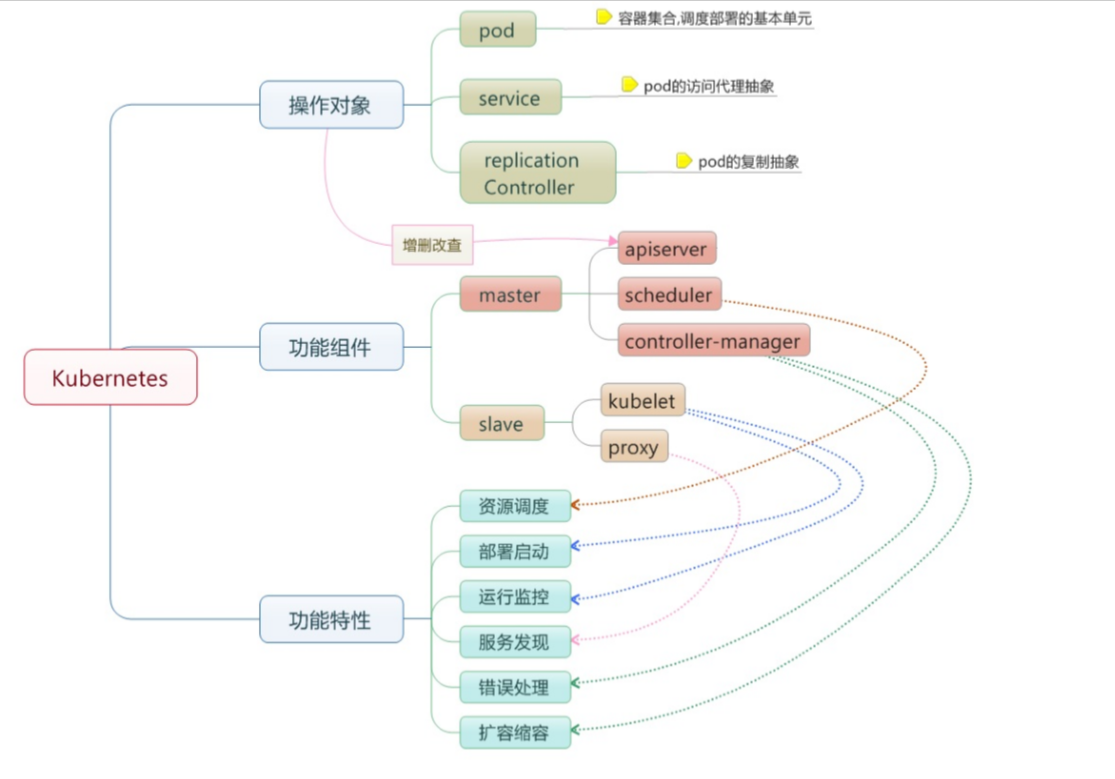 pod
容器集合,调度部署的基本单元
service
pod的访问代理抽象
操作对象
replication
Controller
pod的复制抽象
增删改查
apiserver
master
scheduler
controller-manager
功能组件
Kubernetes
kubelet
slave
proxy
资源调度
部署启动
运行监控
功能特性
服务发现
错误处理
扩容缩容